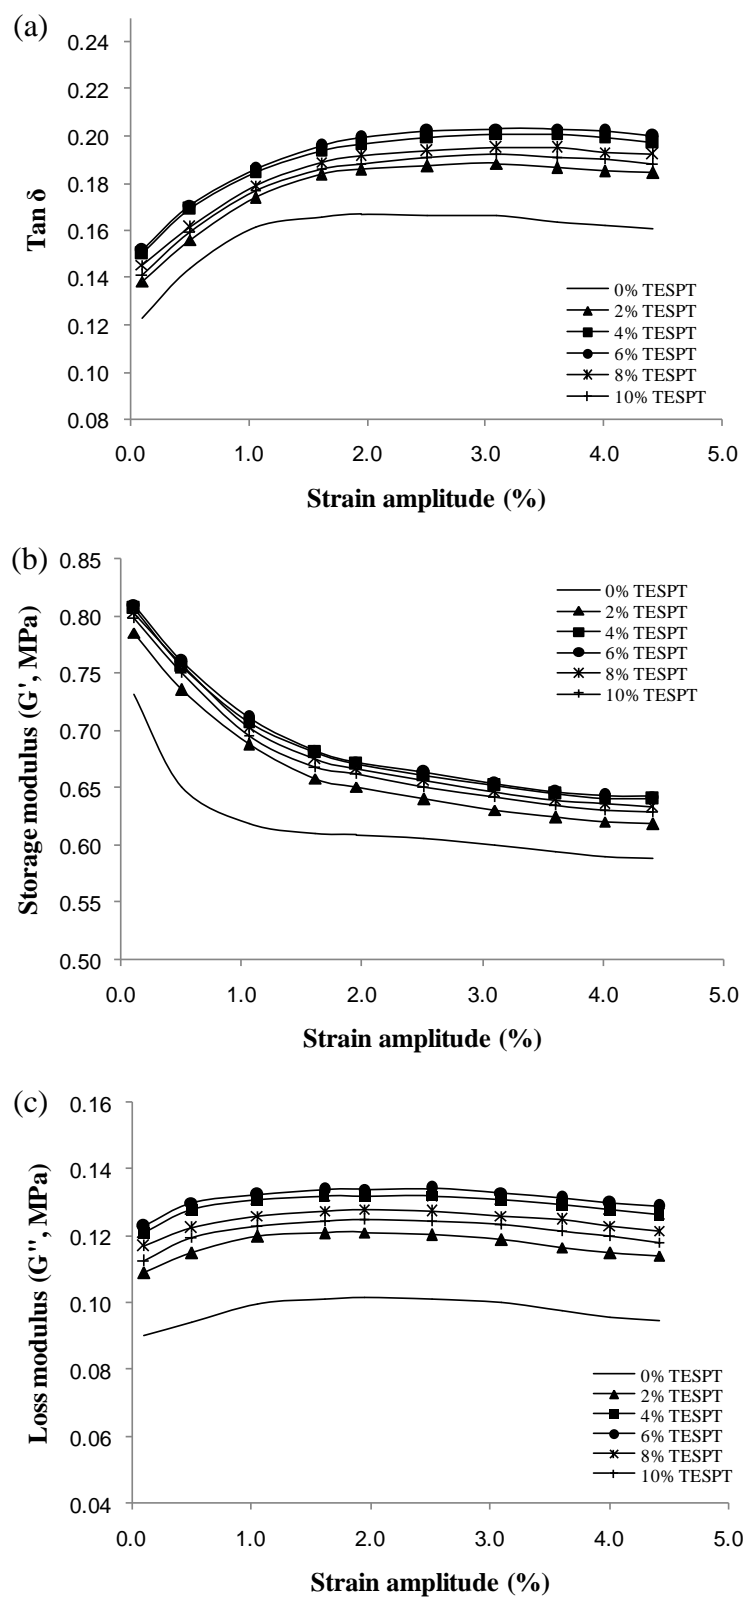 (a)
0.24
0.22
0.20
0.18
0.16
0.14
0.12
0.10
0.08
Tan δ
0% TESPT
2% TESPT
4% TESPT
6% TESPT
8% TESPT
10% TESPT
0.0 1.0 2.0 3.0 4.0 5.0
Strain amplitude (%)
(b)
0.85
0.80
0.75
0.70
0.65
0.60
0.55
0.50
Storage modulus (G', MPa)
0% TESPT
2% TESPT
4% TESPT
6% TESPT
8% TESPT
10% TESPT
0.0 1.0 2.0 3.0 4.0 5.0
Strain amplitude (%)
(c)
0.16
0.14
0.12
0.10
0.08
0.06
0.04
Loss modulus (G'', MPa)
0% TESPT
2% TESPT
4% TESPT
6% TESPT
8% TESPT
10% TESPT
0.0 1.0 2.0 3.0 4.0 5.0
Strain amplitude (%)